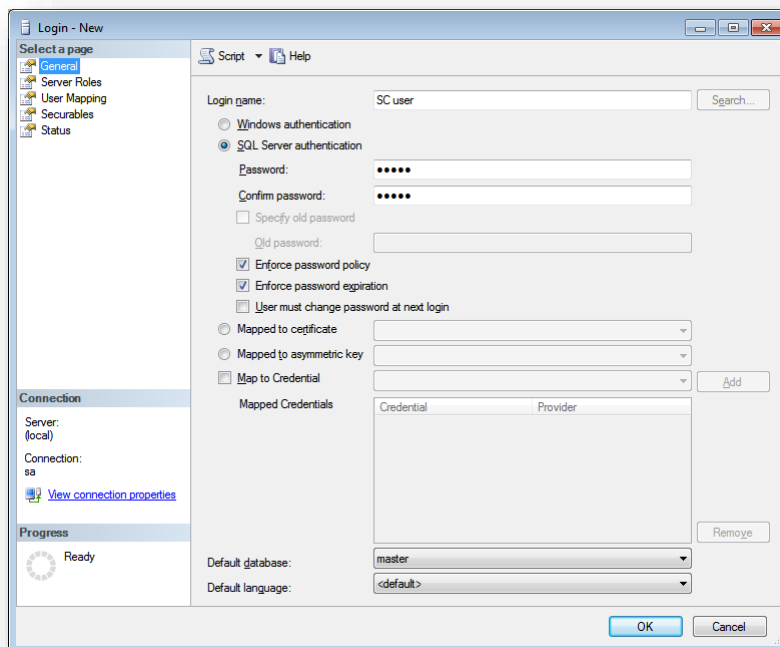 Login - New
Select a page
General
Server Roles
User Mapping
Securables
Status
Script
Help
Login name:
SC user
Search...
Windows authentication
SQL Server authentication
Password:
●●●●●
Confirm password:
●●●●●
Specify old password
Old password:
Enforce password policy
Enforce password expiration
User must change password at next login
Mapped to certificate
Mapped to asymmetric key
Map to Credential
Add
Mapped Credentials
Credential Provider
Remove
Default database:
master
Default language:
<default>
Connection
Server:
(local)
Connection:
sa
View connection properties
Progress
Ready
OK
Cancel